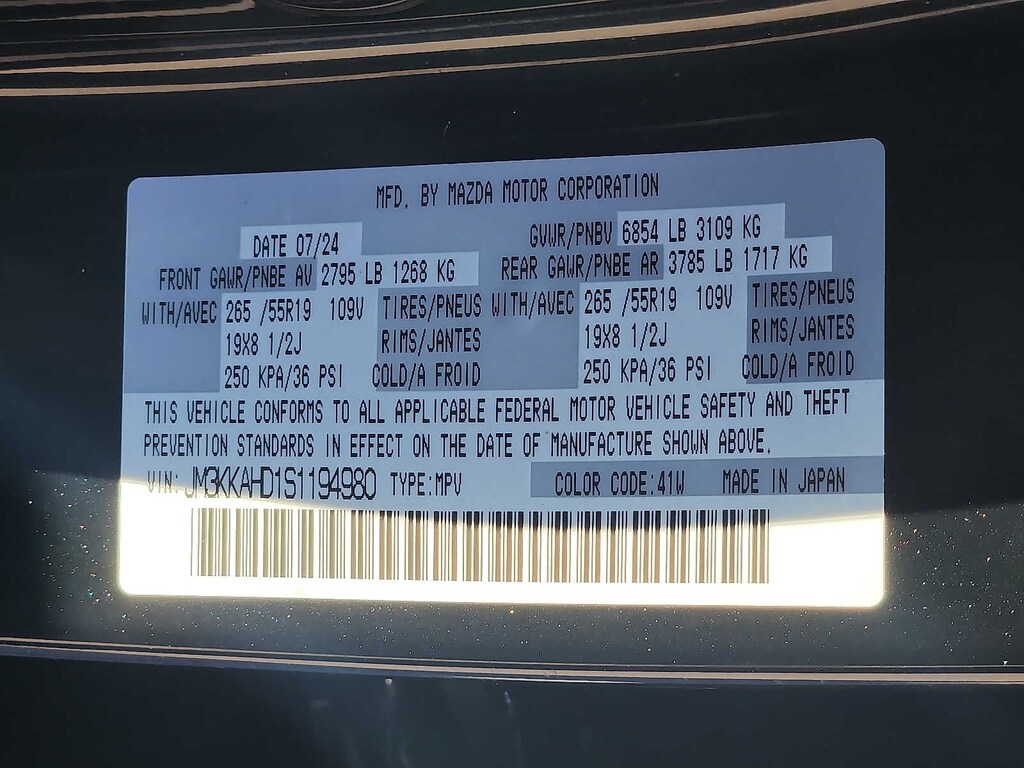 MFD. BY MAZDA MOTOR CORPORATION
DATE 07/24 GVWR/PNBV 6854 LB 3109 KG
FRONT GAWR/PNBE AV 2795 LB 1268 KG REAR GAWR/PNBE AR 3785 LB 1717 KG
WITH/AVEC 265 /55R19 109V TIRES/PNEUS WITH/AVEC 265 /55R19 109V TIRES/PNEUS
19X8 1/2J RIMS/JANTES 19X8 1/2J RIMS/JANTES
250 KPA/36 PSI COLD/A FROID 250 KPA/36 PSI COLD/A FROID
THIS VEHICLE CONFORMS TO ALL APPLICABLE FEDERAL MOTOR VEHICLE SAFETY AND THEFT
PREVENTION STANDARDS IN EFFECT ON THE DATE OF MANUFACTURE SHOWN ABOVE.
VIN: JM3KKAHD1S1194980 TYPE:MPV COLOR CODE:41W MADE IN JAPAN